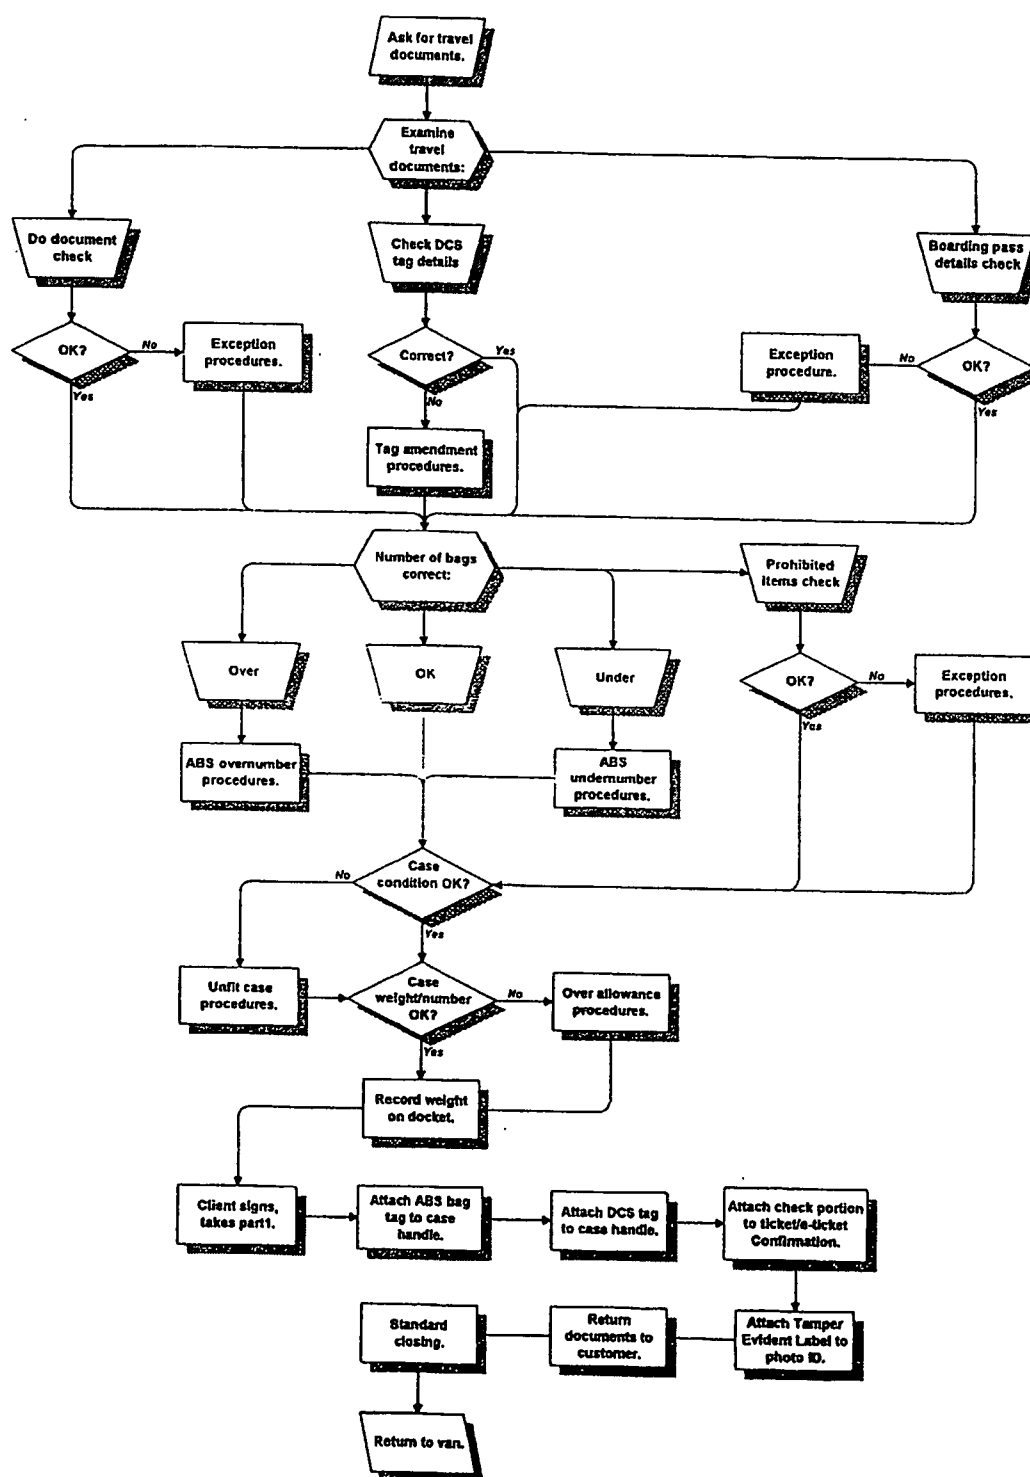 Ask for travel
documents.
Examine
travel
documents:
Do document
check
Check DCS
tag details
Boarding pass
details check
OK?
No
Yes
Exception
procedures.
Correct?
Yes
No
Exception
procedure.
No
OK?
Yes
Tag amendment
procedures.
Number of bags
correct:
Prohibited
items check
Over
OK
Under
OK?
No
Yes
Exception
procedures.
ABS overnumber
procedures.
ABS
undernumber
procedures.
No
Case
condition OK?
Yes
Unfit case
procedures.
Case
weight/number
OK?
No
Yes
Over allowance
procedures.
Record weight
on docket.
Client signs,
takes part1.
Attach ABS bag
tag to case
handle.
Attach DCS tag
to case handle.
Attach check portion
to ticket/e-ticket
Confirmation.
Standard
closing.
Return
documents to
customer.
Attach Tamper
Evident Label to
photo ID.
Return to van.